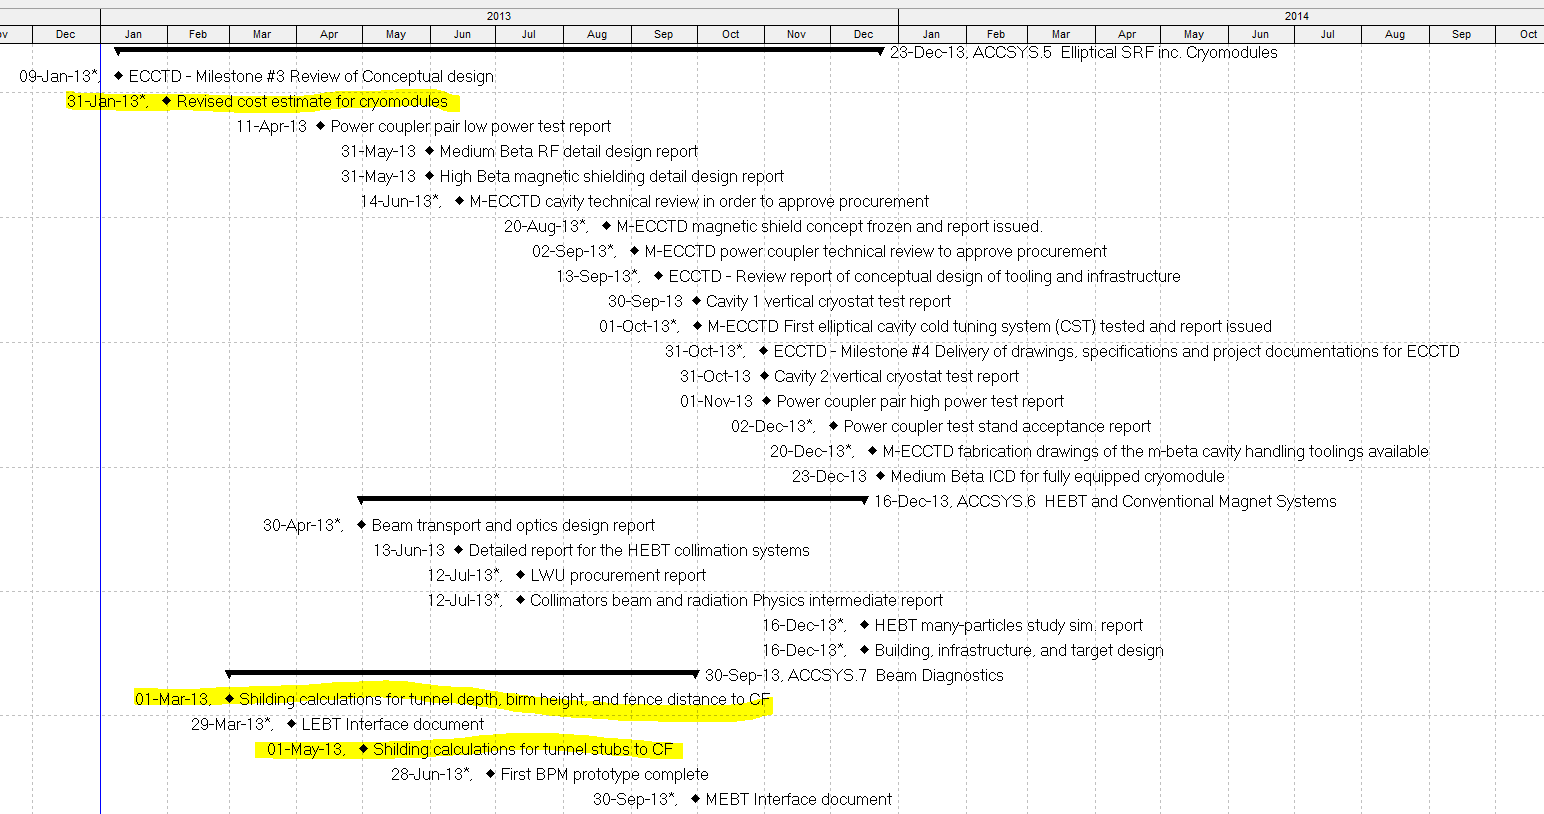 2013 2014
ov Dec Jan Feb Mar Apr May Jun Jul Aug Sep Oct Nov Dec Jan Feb Mar Apr May Jun Jul Aug Sep Oct
23-Dec-13, ACCSYS.5 Elliptical SRF inc. Cryomodules
09-Jan-13*, ECCTD - Milestone #3 Review of Conceptual design
31-Jan-13*, Revised cost estimate for cryomodules
11-Apr-13 Power coupler pair low power test report
31-May-13 Medium Beta RF detail design report
31-May-13 High Beta magnetic shielding detail design report
14-Jun-13*, M-ECCTD cavity technical review in order to approve procurement
20-Aug-13*, M-ECCTD magnetic shield concept frozen and report issued.
02-Sep-13*, M-ECCTD power coupler technical review to approve procurement
13-Sep-13*, ECCTD - Review report of conceptual design of tooling and infrastructure
30-Sep-13 Cavity 1 vertical cryostat test report
01-Oct-13*, M-ECCTD First elliptical cavity cold tuning system (CST) tested and report issued
31-Oct-13*, ECCTD - Milestone #4 Delivery of drawings, specifications and project documentations for ECCTD
31-Oct-13 Cavity 2 vertical cryostat test report
01-Nov-13 Power coupler pair high power test report
02-Dec-13*, Power coupler test stand acceptance report
20-Dec-13*, M-ECCTD fabrication drawings of the m-beta cavity handling toolings available
23-Dec-13 Medium Beta ICD for fully equipped cryomodule
16-Dec-13, ACCSYS.6 HEBT and Conventional Magnet Systems
30-Apr-13*, Beam transport and optics design report
13-Jun-13 Detailed report for the HEBT collimation systems
12-Jul-13*, LWU procurement report
12-Jul-13*, Collimators beam and radiation Physics intermediate report
16-Dec-13*, HEBT many-particles study sim. report
16-Dec-13*, Building, infrastructure, and target design
30-Sep-13, ACCSYS.7 Beam Diagnostics
01-Mar-13, Shilding calculations for tunnel depth, birm height, and fence distance to CF
29-Mar-13*, LEBT Interface document
01-May-13, Shilding calculations for tunnel stubs to CF
28-Jun-13*, First BPM prototype complete
30-Sep-13*, MEBT Interface document